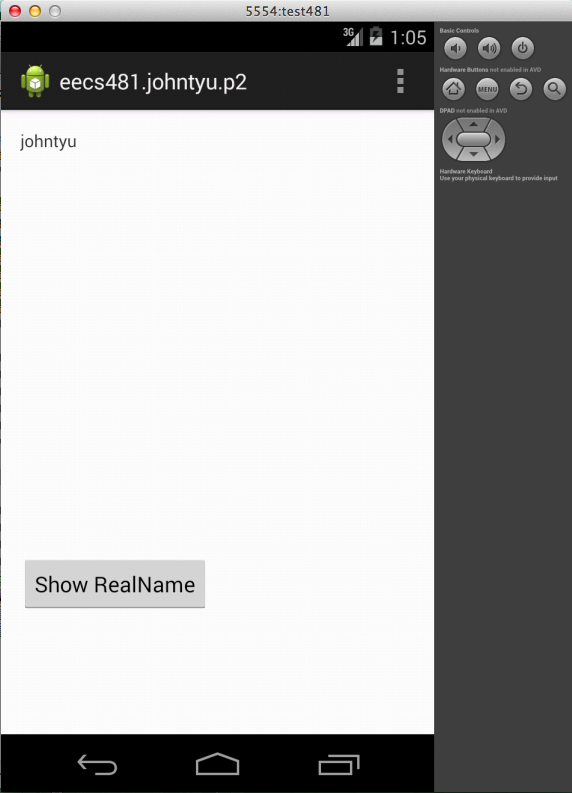 5554:test481
3G 1:05
eecs481.johntyu.p2
johntyu
Show RealName
Basic Controls
Hardware Buttons not enabled in AVD
MENU
DPAD not enabled in AVD
Hardware Keyboard
Use your physical keyboard to provide input